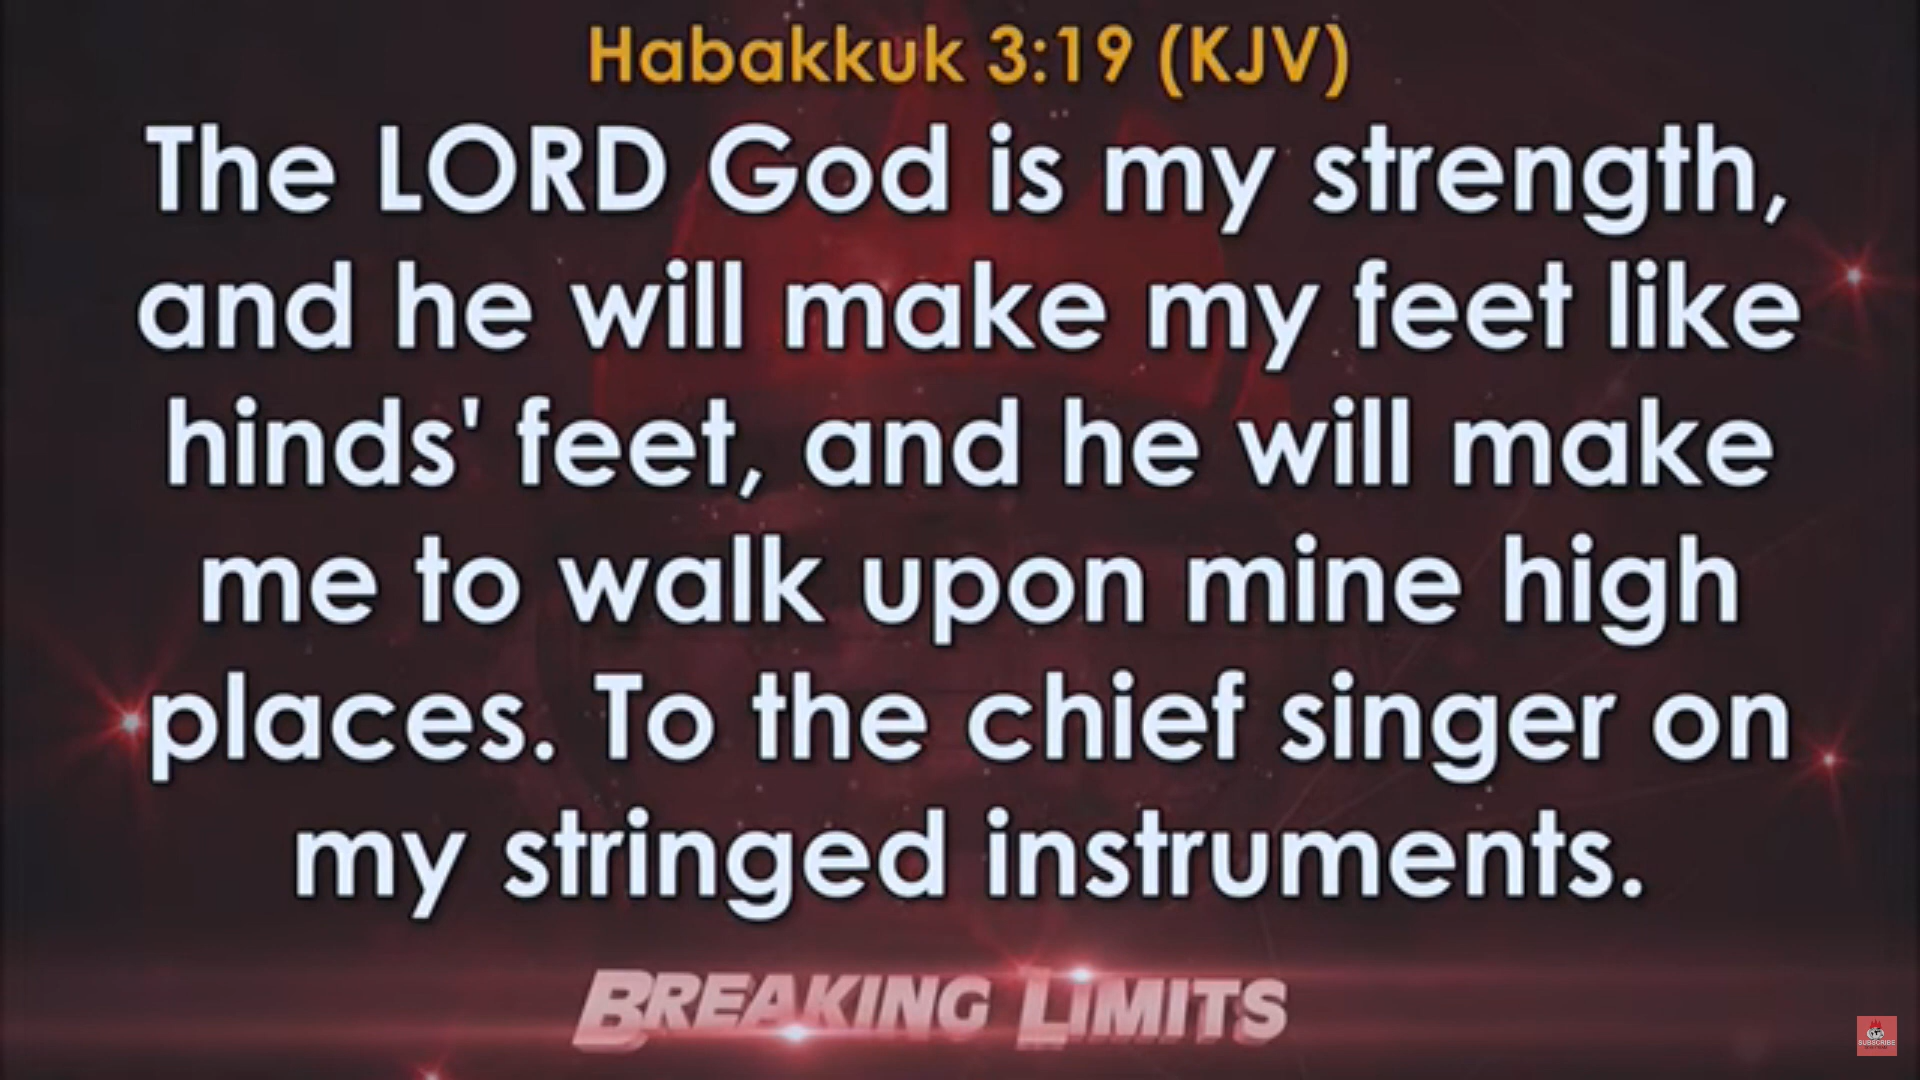 Habakkuk 3:19 (KJV)
The LORD God is my strength,
and he will make my feet like
hinds' feet, and he will make
me to walk upon mine high
places. To the chief singer on
my stringed instruments.
BREAKING LIMITS
SUBSCRIBE